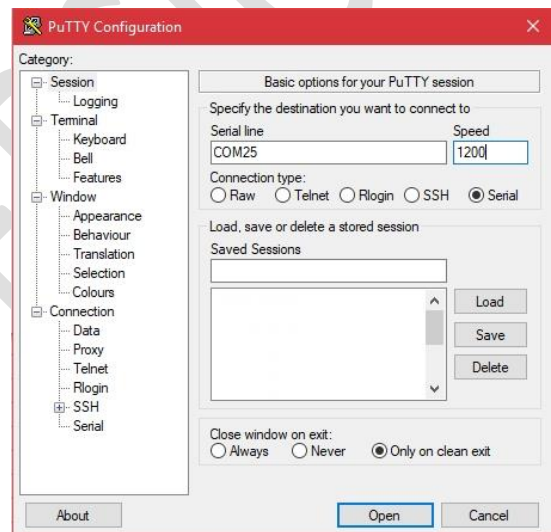 PuTTY Configuration
Category:
Session
Logging
Terminal
Keyboard
Bell
Features
Window
Appearance
Behaviour
Translation
Selection
Colours
Connection
Data
Proxy
Telnet
Rlogin
SSH
Serial
Basic options for your PuTTY session
Specify the destination you want to connect to
Serial line Speed
COM25 1200
Connection type:
Raw Telnet Rlogin SSH Serial
Load, save or delete a stored session
Saved Sessions
Load
Save
Delete
Close window on exit:
Always Never Only on clean exit
About Open Cancel